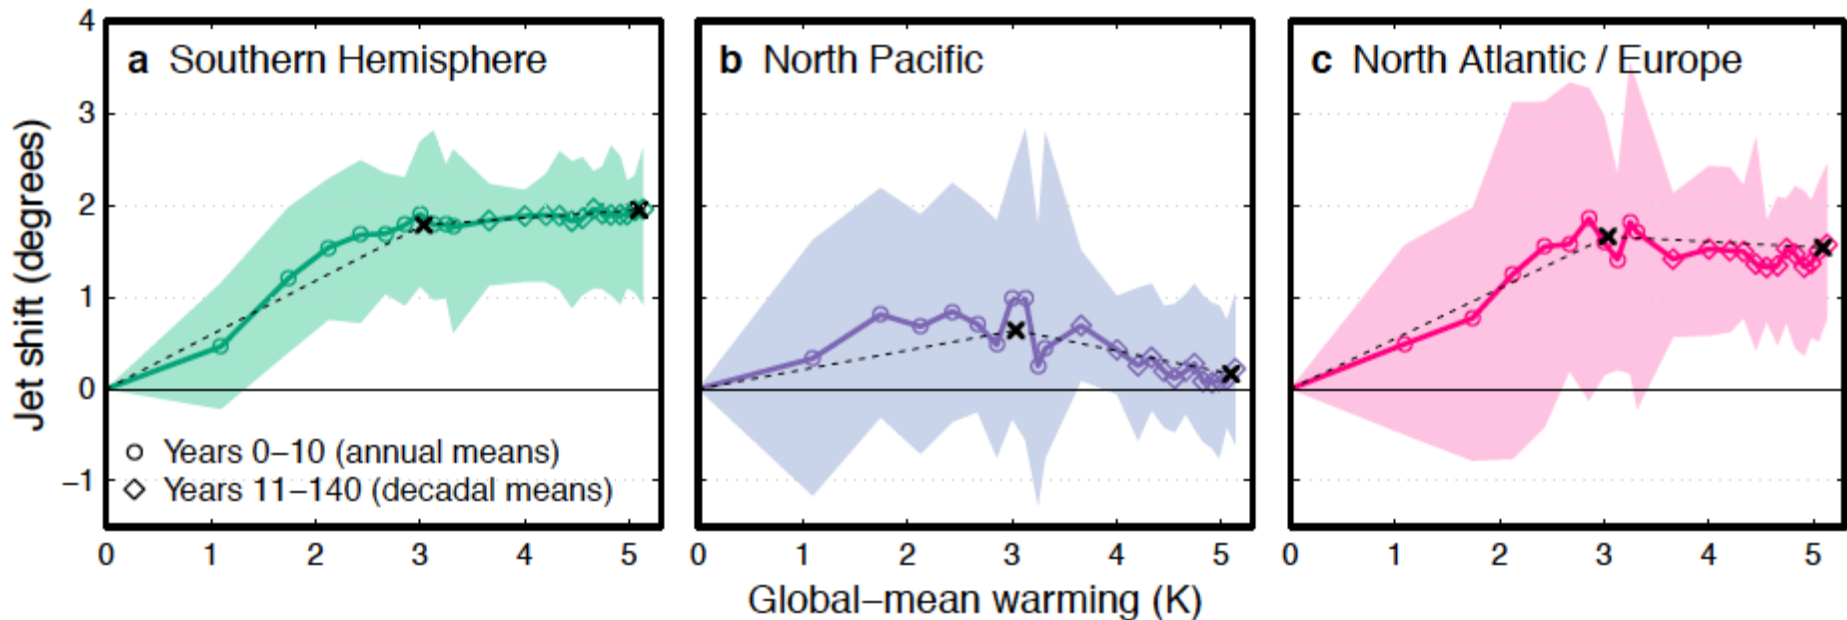 a Southern Hemisphere
b North Pacific
c North Atlantic / Europe
Jet shift (degrees)
4
3
2
1
0
−1
Years 0−10 (annual means)
Years 11−140 (decadal means)
0 1 2 3 4 5
0 1 2 3 4 5
0 1 2 3 4 5
Global−mean warming (K)